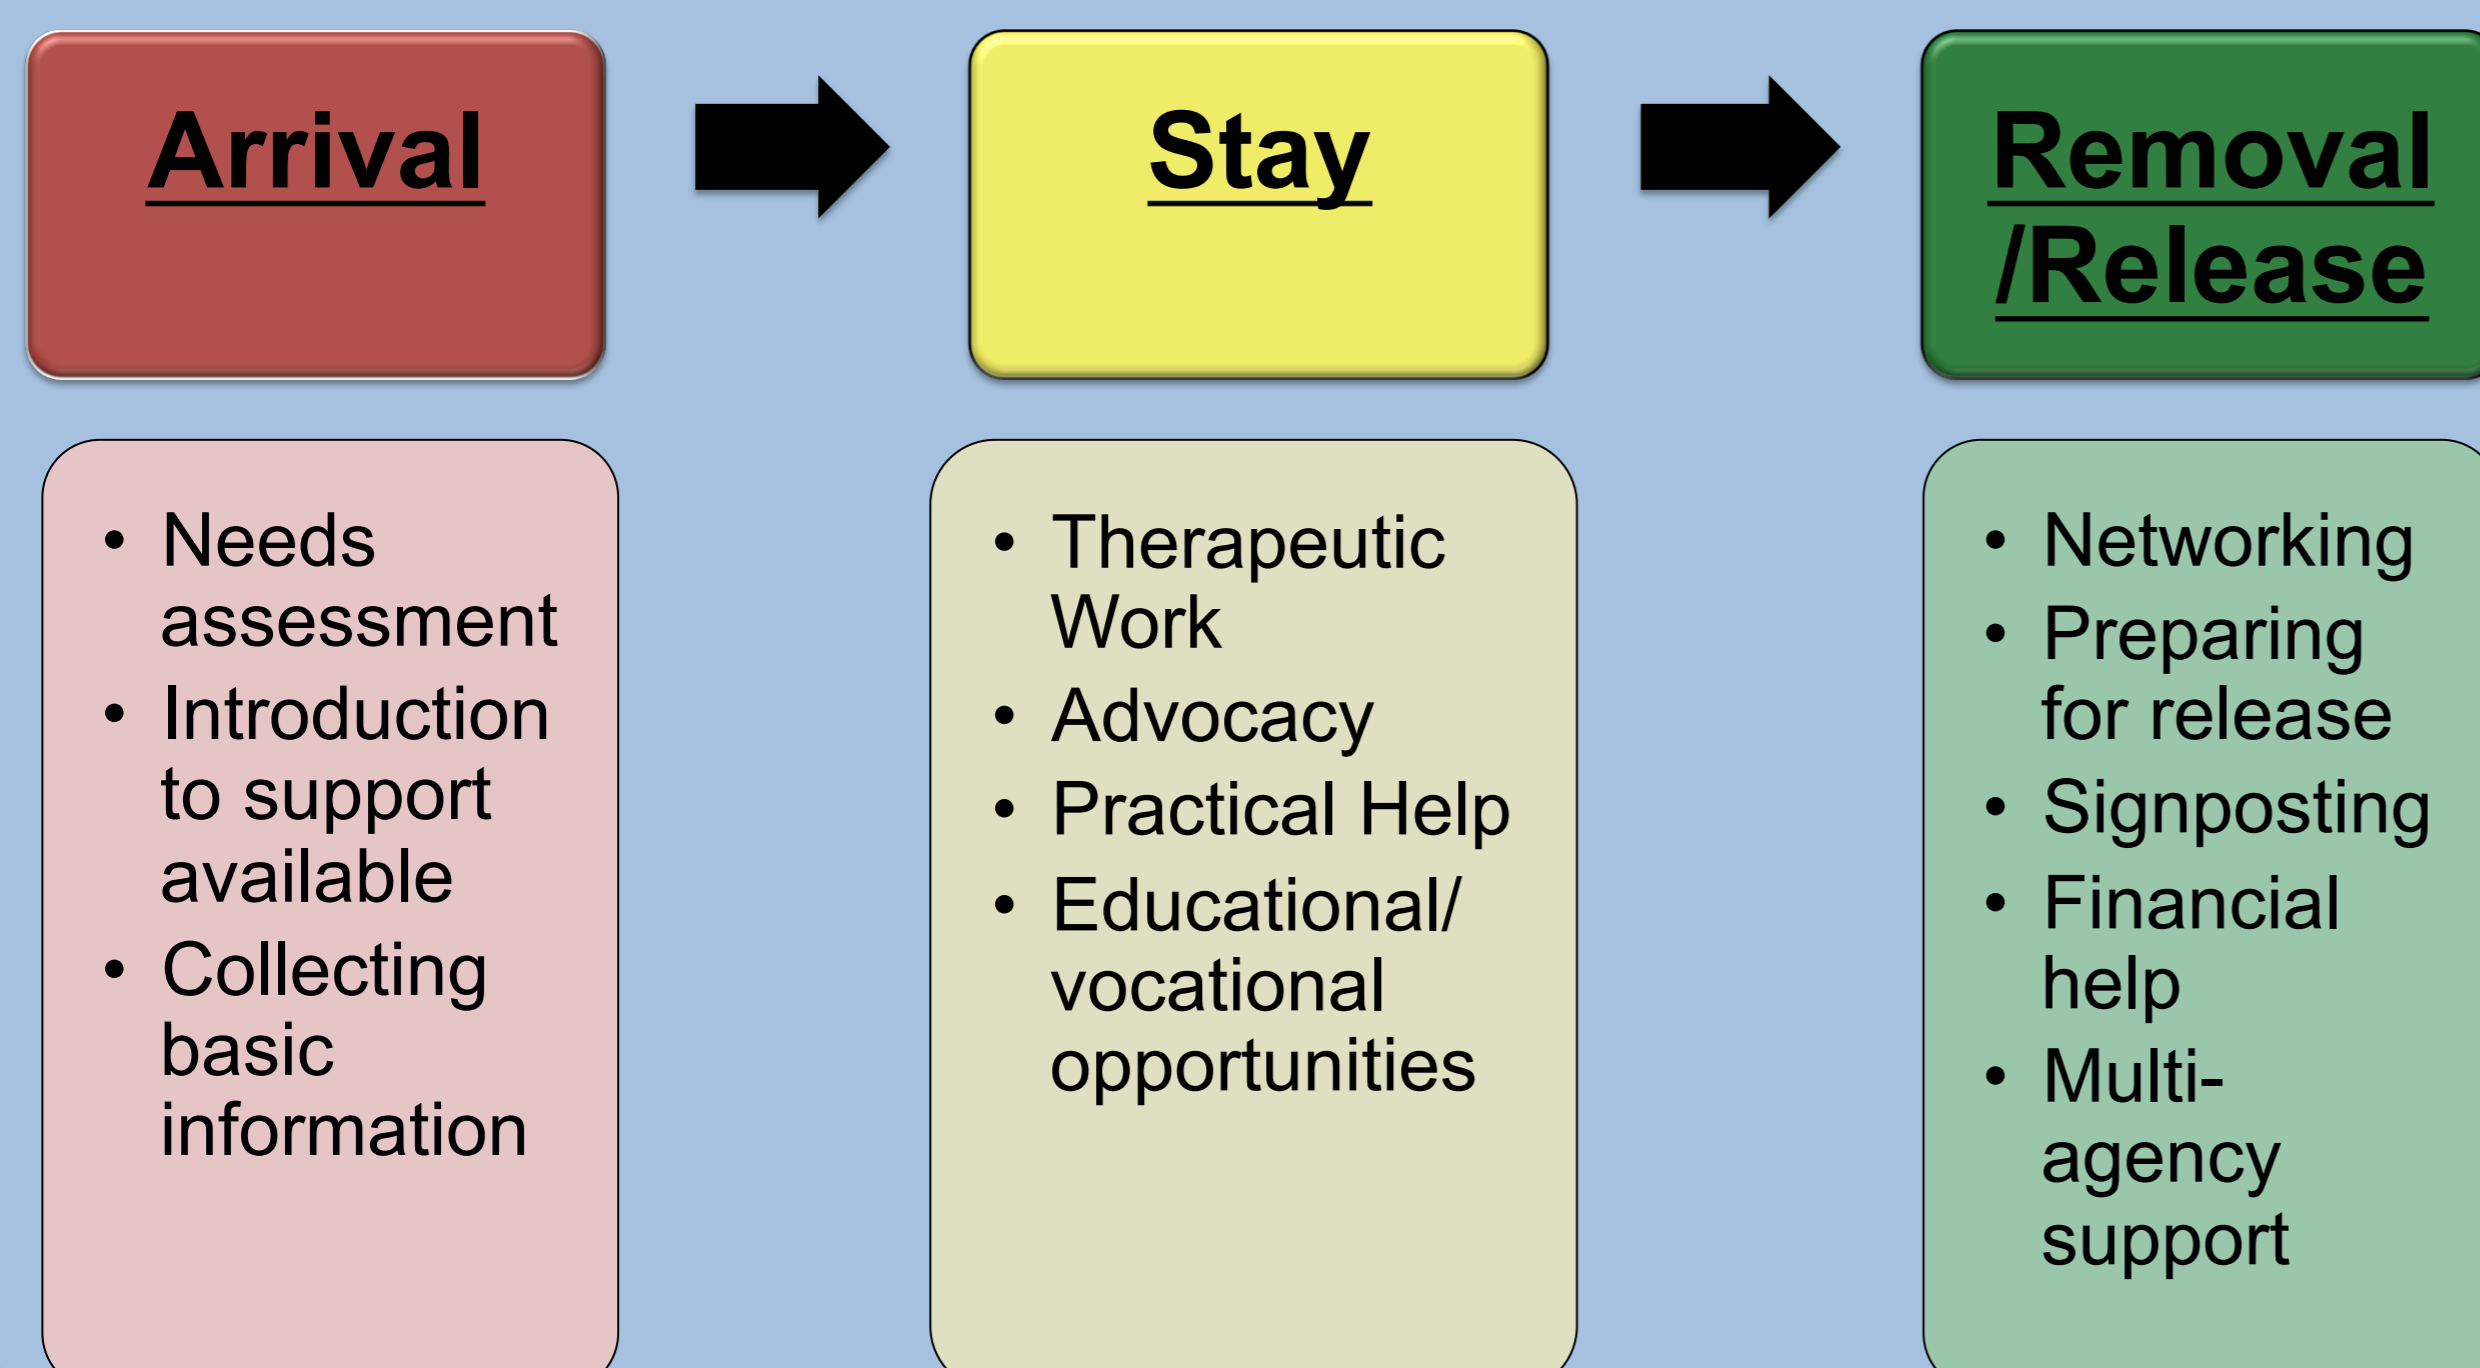 Arrival
Stay
Removal
/Release
• Needs
assessment
• Introduction
to support
available
• Collecting
basic
information
• Therapeutic
Work
• Advocacy
• Practical Help
• Educational/
vocational
opportunities
• Networking
• Preparing
for release
• Signposting
• Financial
help
• Multi-
agency
support